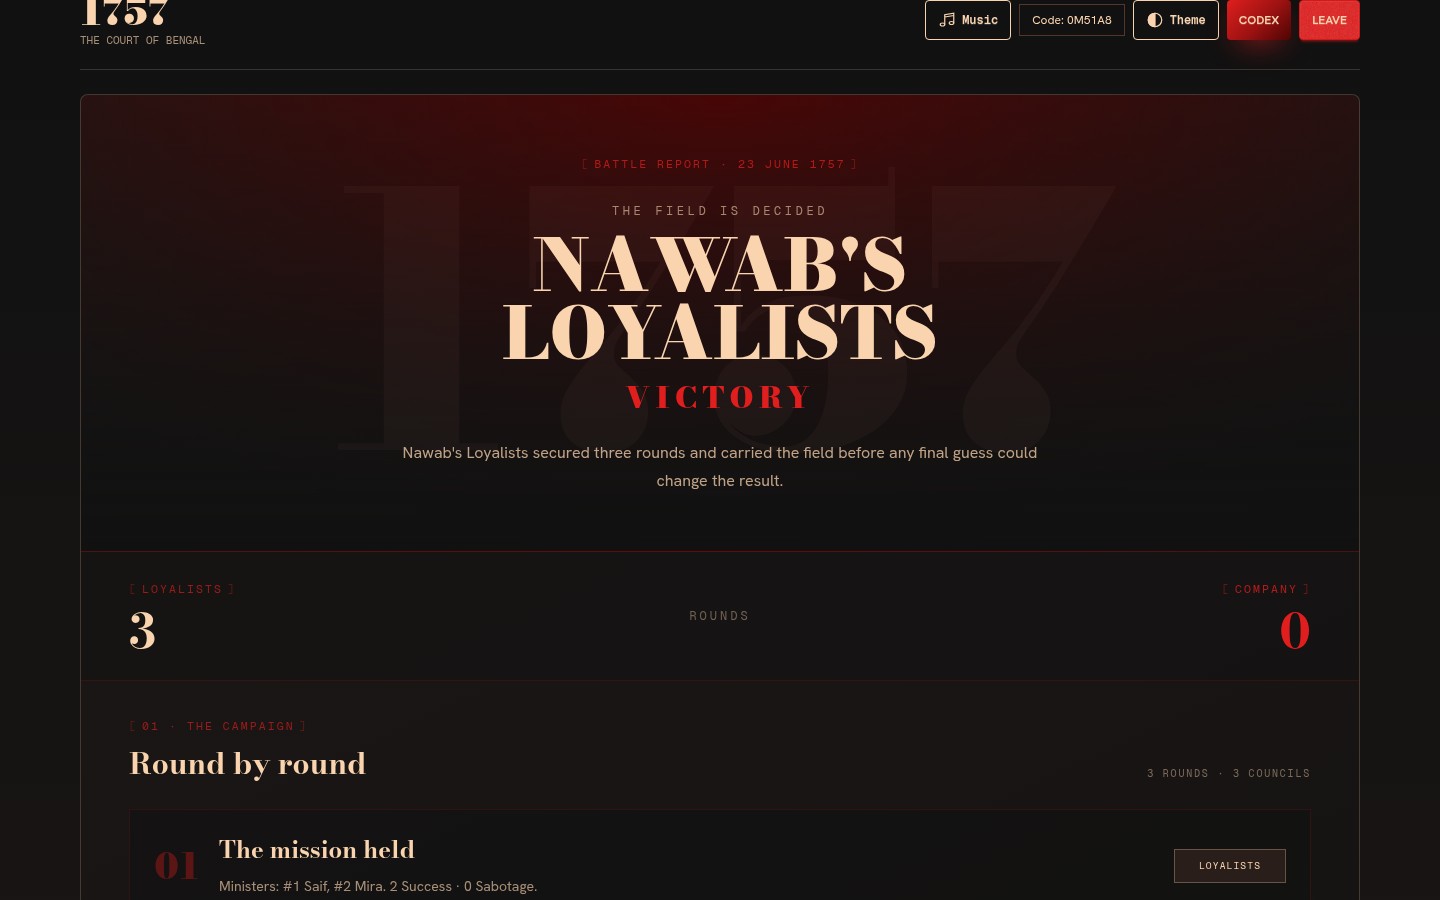 1757
THE COURT OF BENGAL
Music
Code: 0M51A8
Theme
CODEX
LEAVE
[ BATTLE REPORT · 23 JUNE 1757 ]
THE FIELD IS DECIDED
1757
NAWAB'S
LOYALISTS
VICTORY
Nawab's Loyalists secured three rounds and carried the field before any final guess could
change the result.
[ LOYALISTS ]
3
ROUNDS
[ COMPANY ]
0
[ 01 · THE CAMPAIGN ]
Round by round
3 ROUNDS · 3 COUNCILS
01
The mission held
Ministers: #1 Saif, #2 Mira. 2 Success · 0 Sabotage.
LOYALISTS